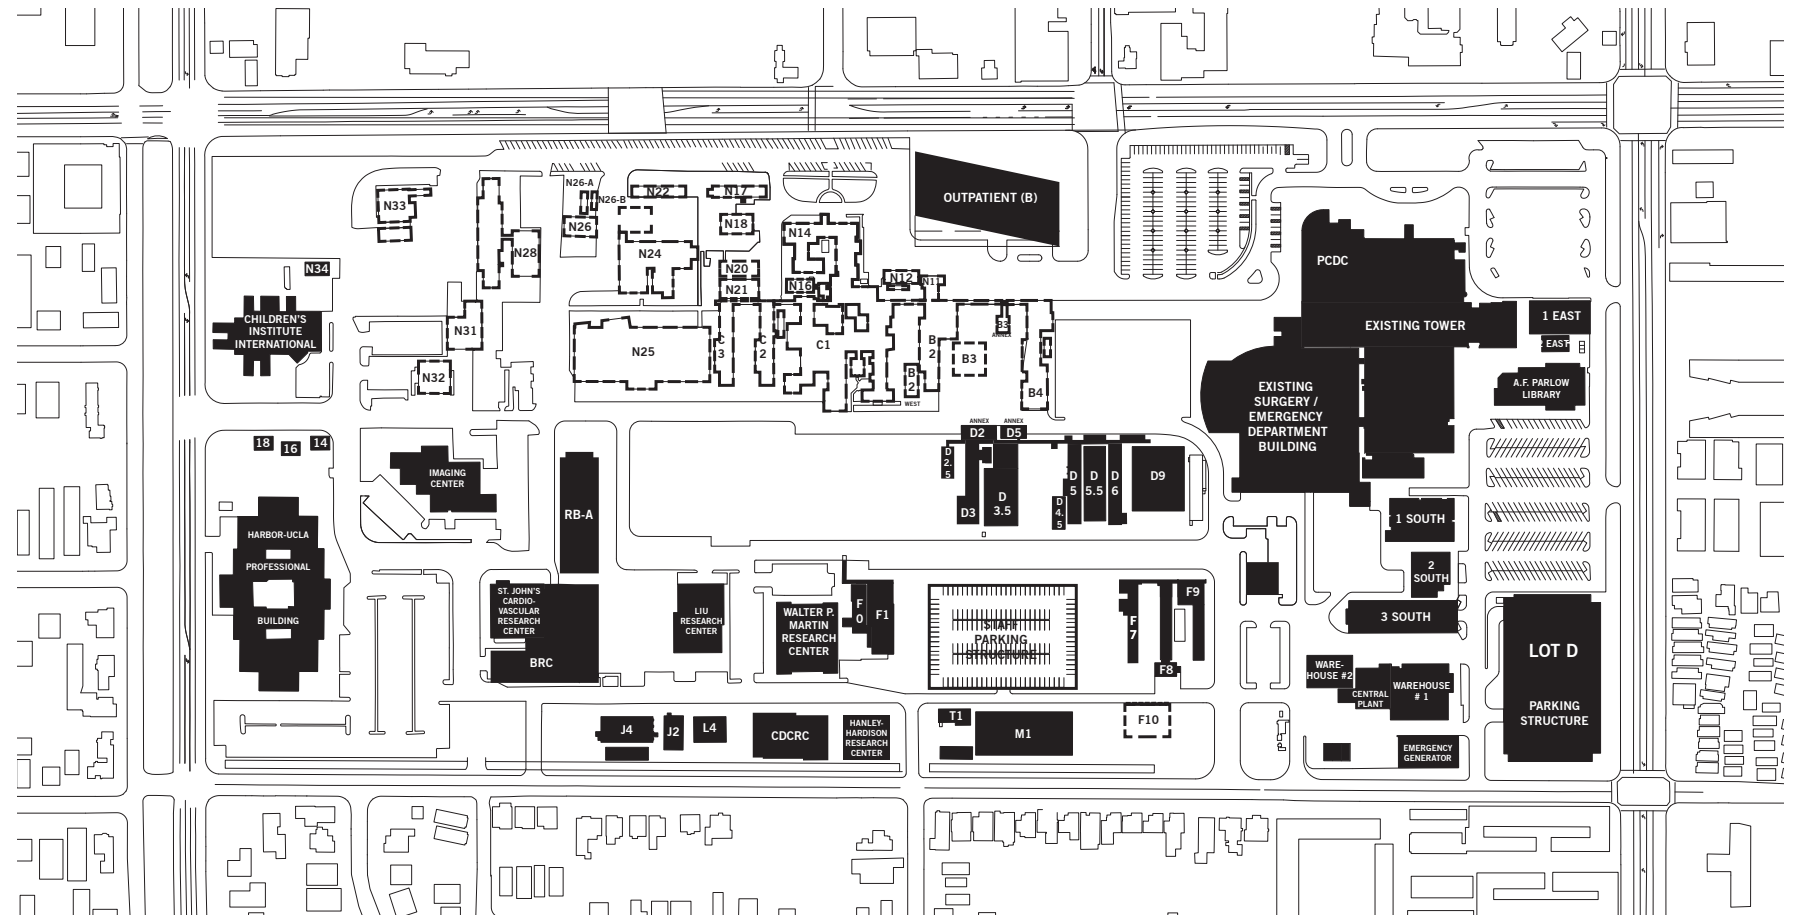 N26-A
N22
N17
N33
N26-B
OUTPATIENT (B)
N26
N18
N14
N28
N24
PCDC
N34
N20
N12
N11
N21
N16
CHILDREN'S
INSTITUTE
INTERNATIONAL
1 EAST
N31
C
3
C
2
C1
B
2
B3
ANNEX
EXISTING TOWER
EAST
N25
B3
N32
B
2
WEST
B4
A.F. PARLOW
LIBRARY
EXISTING
SURGERY /
EMERGENCY
DEPARTMENT
BUILDING
ANNEX
D2
ANNEX
D5
18
16
14
IMAGING
CENTER
D
2.
5
D3
D
3.5
D
4.
5
D
5
D
5.5
D
6
D9
RB-A
1 SOUTH
HARBOR-UCLA
PROFESSIONAL
BUILDING
2
SOUTH
ST. JOHN'S
CARDIO-
VASCULAR
RESEARCH
CENTER
LIU
RESEARCH
CENTER
WALTER P.
MARTIN
RESEARCH
CENTER
F
0
F1
STAFF
PARKING
STRUCTURE
F
7
F9
F8
3 SOUTH
BRC
LOT D
PARKING
STRUCTURE
WARE-
HOUSE #2
CENTRAL
PLANT
WAREHOUSE
# 1
J4
J2
L4
CDCRC
HANLEY-
HARDISON
RESEARCH
CENTER
T1
M1
F10
EMERGENCY
GENERATOR